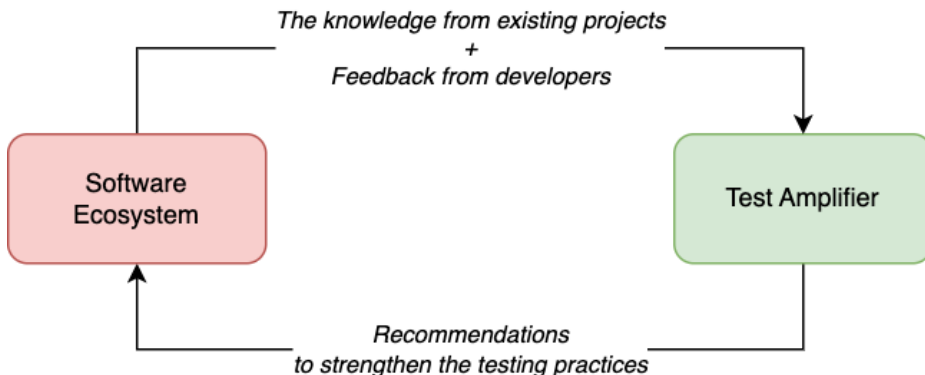 The knowledge from existing projects
+
Feedback from developers
Software
Ecosystem
Test Amplifier
Recommendations
to strengthen the testing practices